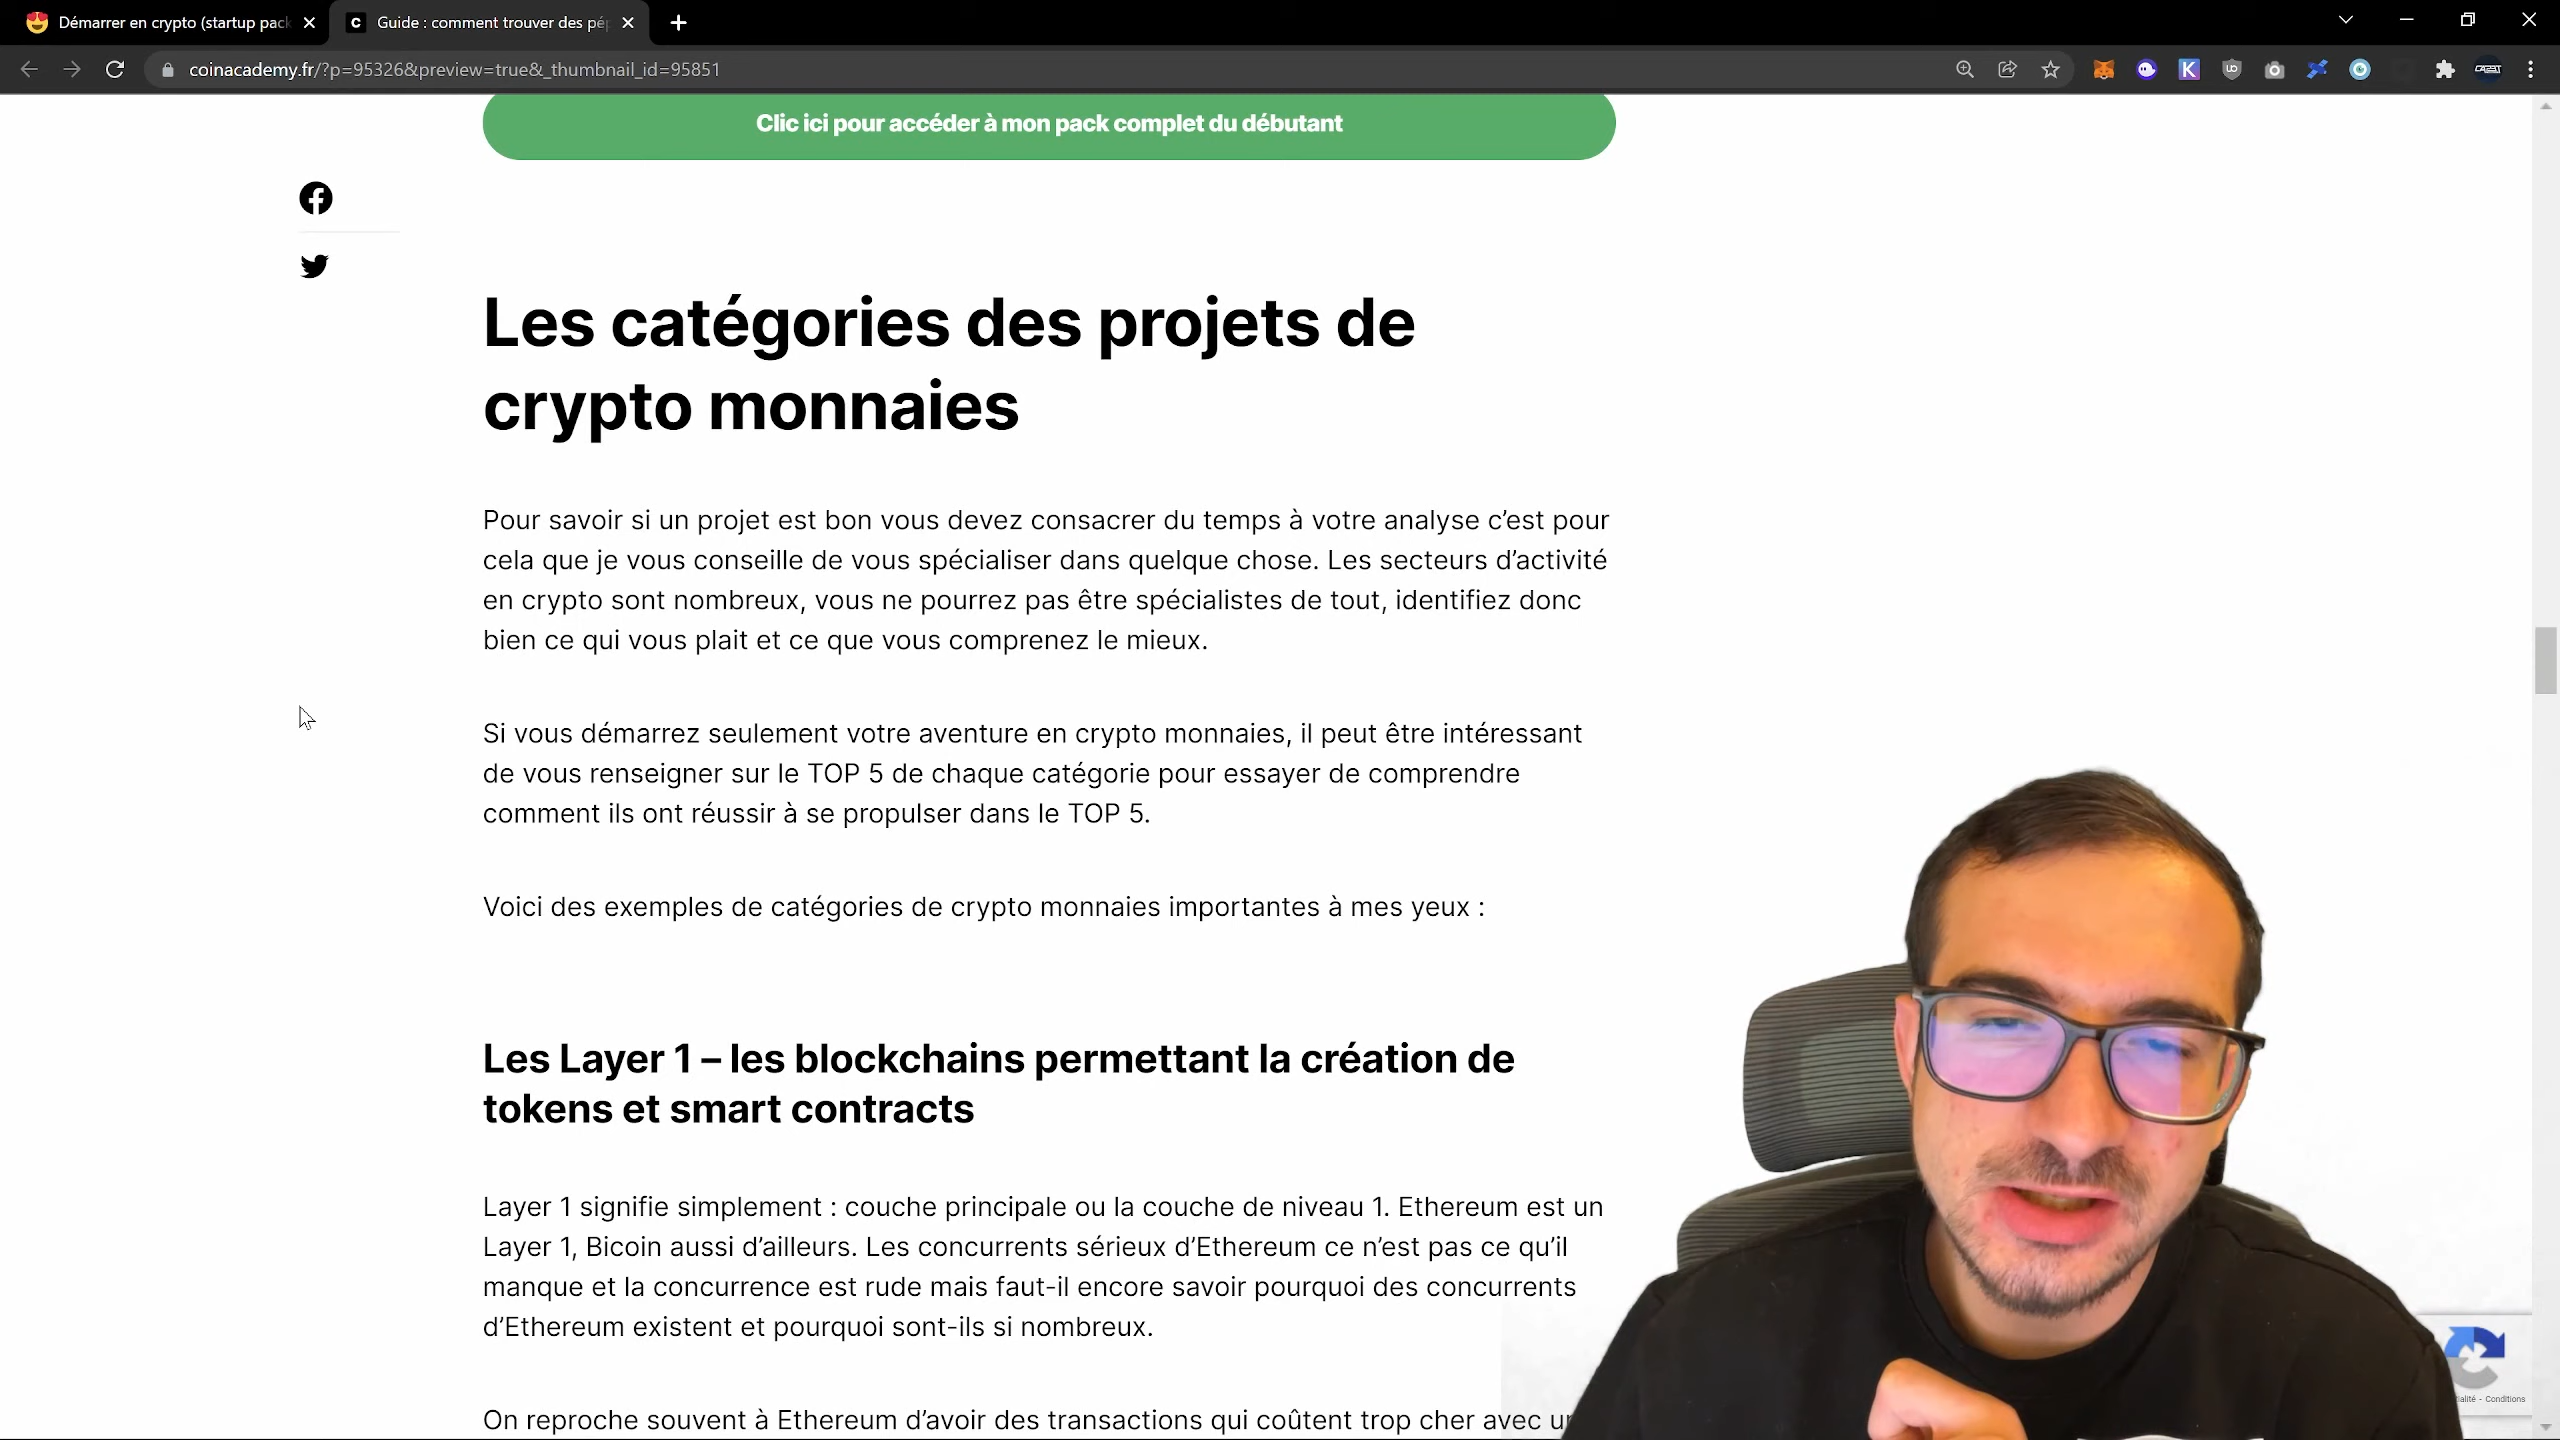 Démarrer en crypto (startup pack
Guide : comment trouver des pép
coinacademy.fr/?p=95326&preview=true&_thumbnail_id=95851
Clic ici pour accéder à mon pack complet du débutant
Les catégories des projets de
crypto monnaies
Pour savoir si un projet est bon vous devez consacrer du temps à votre analyse c’est pour
cela que je vous conseille de vous spécialiser dans quelque chose. Les secteurs d’activité
en crypto sont nombreux, vous ne pourrez pas être spécialistes de tout, identifiez donc
bien ce qui vous plait et ce que vous comprenez le mieux.
Si vous démarrez seulement votre aventure en crypto monnaies, il peut être intéressant
de vous renseigner sur le TOP 5 de chaque catégorie pour essayer de comprendre
comment ils ont réussir à se propulser dans le TOP 5.
Voici des exemples de catégories de crypto monnaies importantes à mes yeux :
Les Layer 1 – les blockchains permettant la création de
tokens et smart contracts
Layer 1 signifie simplement : couche principale ou la couche de niveau 1. Ethereum est un
Layer 1, Bicoin aussi d’ailleurs. Les concurrents sérieux d’Ethereum ce n’est pas ce qu’il
manque et la concurrence est rude mais faut-il encore savoir pourquoi des concurrents
d’Ethereum existent et pourquoi sont-ils si nombreux.
On reproche souvent à Ethereum d’avoir des transactions qui coûtent trop cher avec
- Conditions